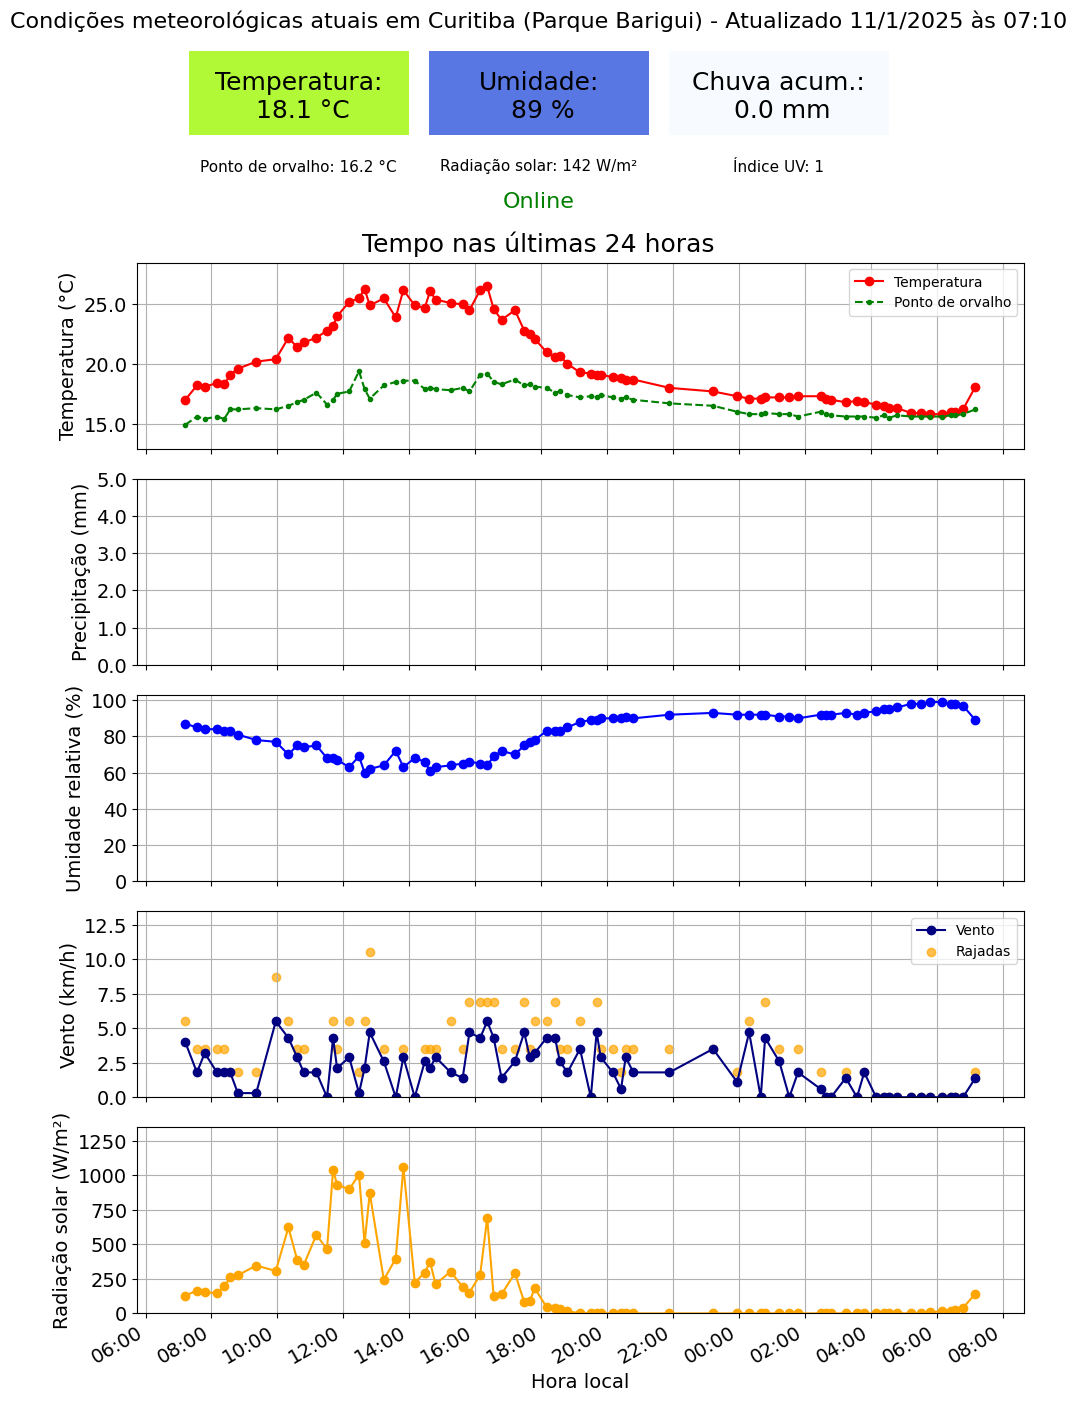 Condições meteorológicas atuais em Curitiba (Parque Barigui) - Atualizado 11/1/2025 às 07:10
Temperatura:
18.1 °C
Umidade:
89 %
Chuva acum.:
0.0 mm
Ponto de orvalho: 16.2 °C
Radiação solar: 142 W/m²
Índice UV: 1
Online
Tempo nas últimas 24 horas
Temperatura (°C)
25.0
20.0
15.0
Temperatura
Ponto de orvalho
Precipitação (mm)
5.0
4.0
3.0
2.0
1.0
0.0
Umidade relativa (%)
100
80
60
40
20
0
Vento (km/h)
12.5
10.0
7.5
5.0
2.5
0.0
Vento
Rajadas
Radiação solar (W/m²)
1250
1000
750
500
250
0
06:00
08:00
10:00
12:00
14:00
16:00
18:00
20:00
22:00
00:00
02:00
04:00
06:00
08:00
Hora local